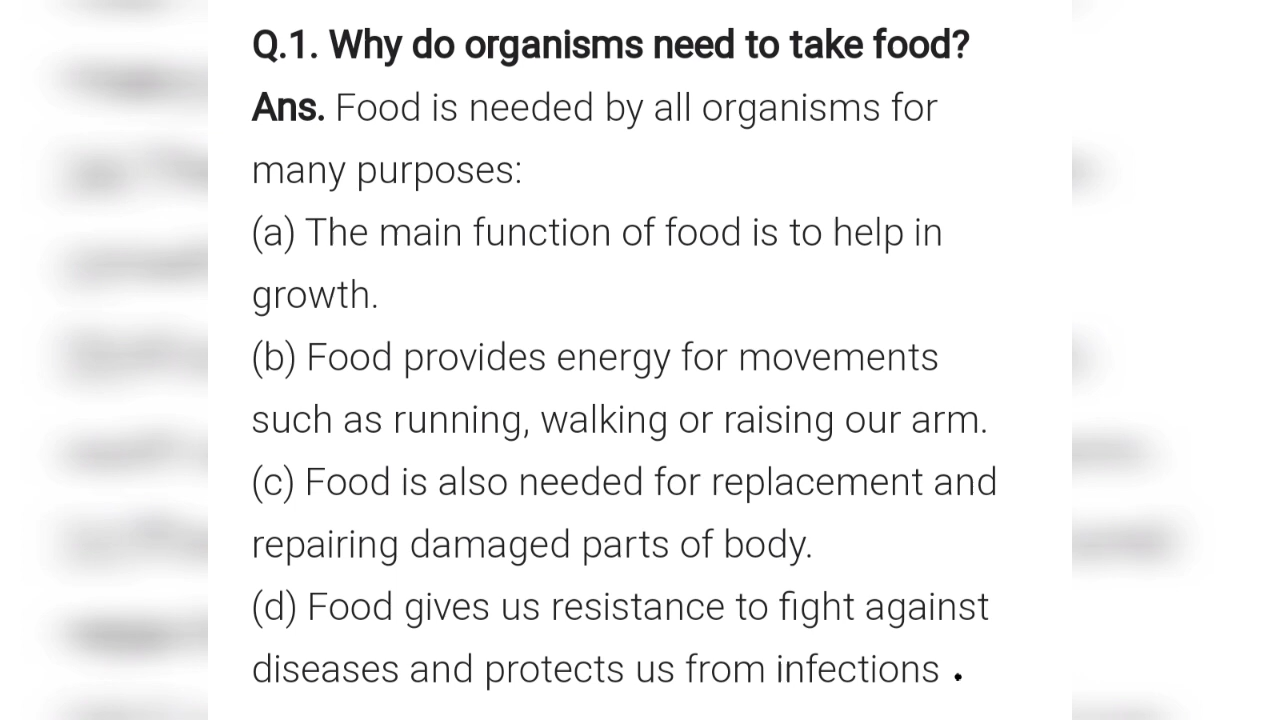 Q.1. Why do organisms need to take food?
Ans. Food is needed by all organisms for
many purposes:
(a) The main function of food is to help in
growth.
(b) Food provides energy for movements
such as running, walking or raising our arm.
(c) Food is also needed for replacement and
repairing damaged parts of body.
(d) Food gives us resistance to fight against
diseases and protects us from infections .